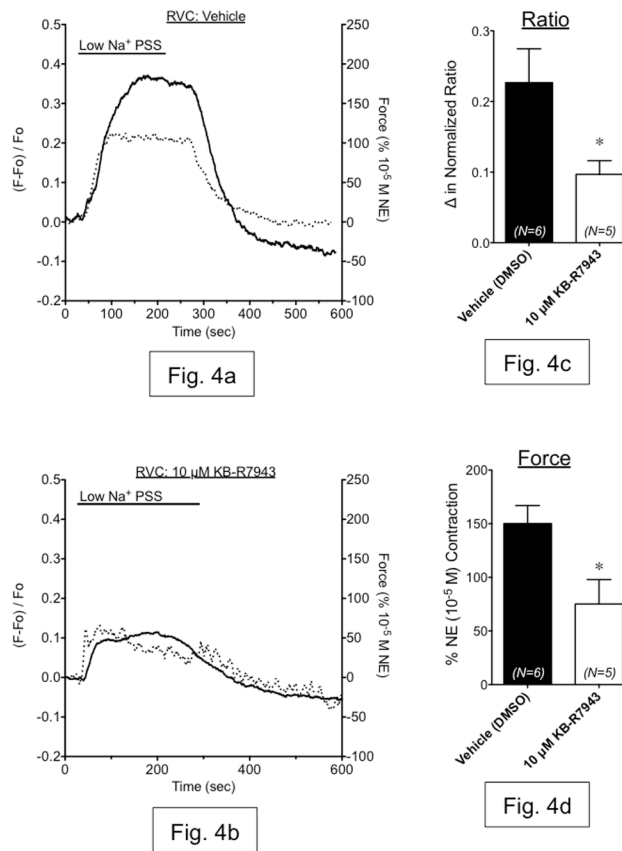 RVC: Vehicle
Low Na⁺ PSS
(F-Fo) / Fo
0.5
0.4
0.3
0.2
0.1
0.0
-0.1
-0.2
250
200
150
100
50
0
-50
-100
Force (% 10⁻⁵ M NE)
0 100 200 300 400 500 600
Time (sec)
Fig. 4a
Ratio
Δ in Normalized Ratio
0.3
0.2
0.1
0.0
*
(N=6) (N=5)
Vehicle (DMSO)
10 µM KB-R7943
Fig. 4c
RVC: 10 µM KB-R7943
Low Na⁺ PSS
(F-Fo) / Fo
0.5
0.4
0.3
0.2
0.1
0.0
-0.1
-0.2
250
200
150
100
50
0
-50
-100
Force (% 10⁻⁵ M NE)
0 200 400 600
Time (sec)
Fig. 4b
Force
% NE (10⁻⁵ M) Contraction
200
150
100
50
0
*
(N=6) (N=5)
Vehicle (DMSO)
10 µM KB-R7943
Fig. 4d